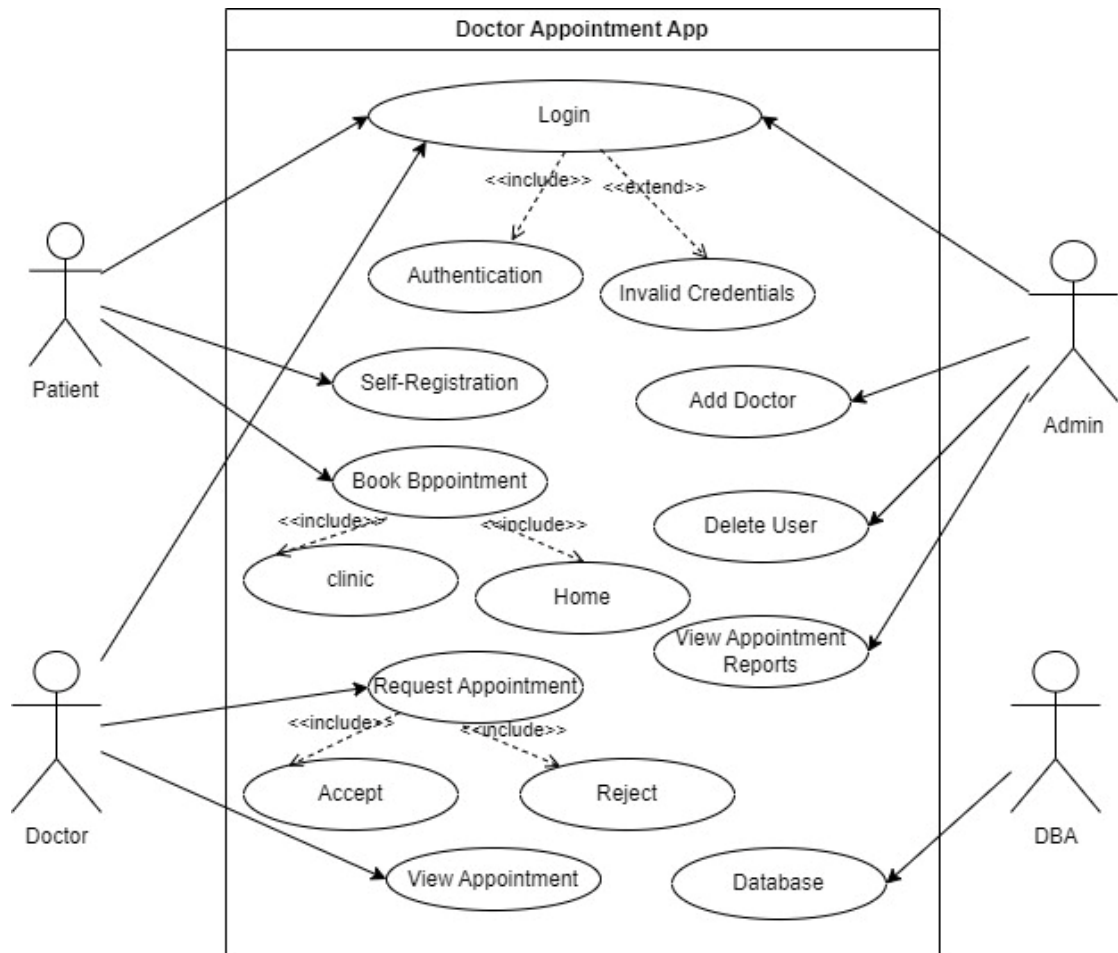 Doctor Appointment App
Login
<<include>>
<<extend>>
Authentication
Invalid Credentials
Patient
Self-Registration
Add Doctor
Admin
Book Bppointment
<<include>>
<<include>>
Delete User
clinic
Home
View Appointment
Reports
Request Appointment
<<include>>
<<include>>
Accept
Reject
Doctor
DBA
View Appointment
Database